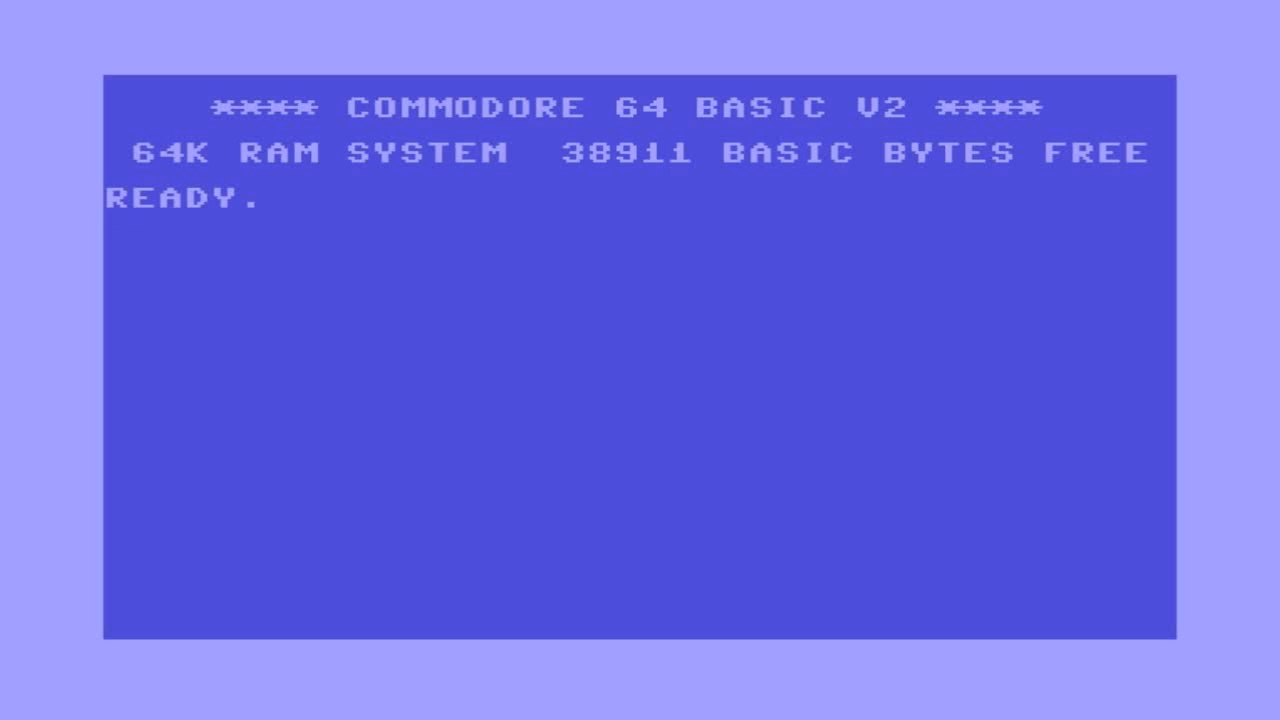 **** COMMODORE 64 BASIC V2 ****
64K RAM SYSTEM  38911 BASIC BYTES FREE
READY.